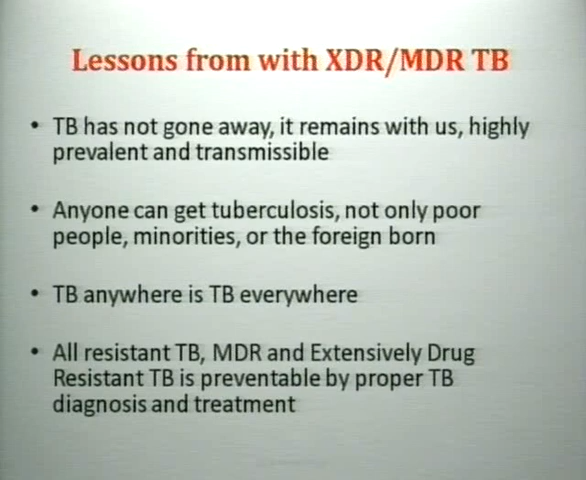 Lessons from with XDR/MDR TB
• TB has not gone away, it remains with us, highly
prevalent and transmissible
• Anyone can get tuberculosis, not only poor
people, minorities, or the foreign born
• TB anywhere is TB everywhere
• All resistant TB, MDR and Extensively Drug
Resistant TB is preventable by proper TB
diagnosis and treatment